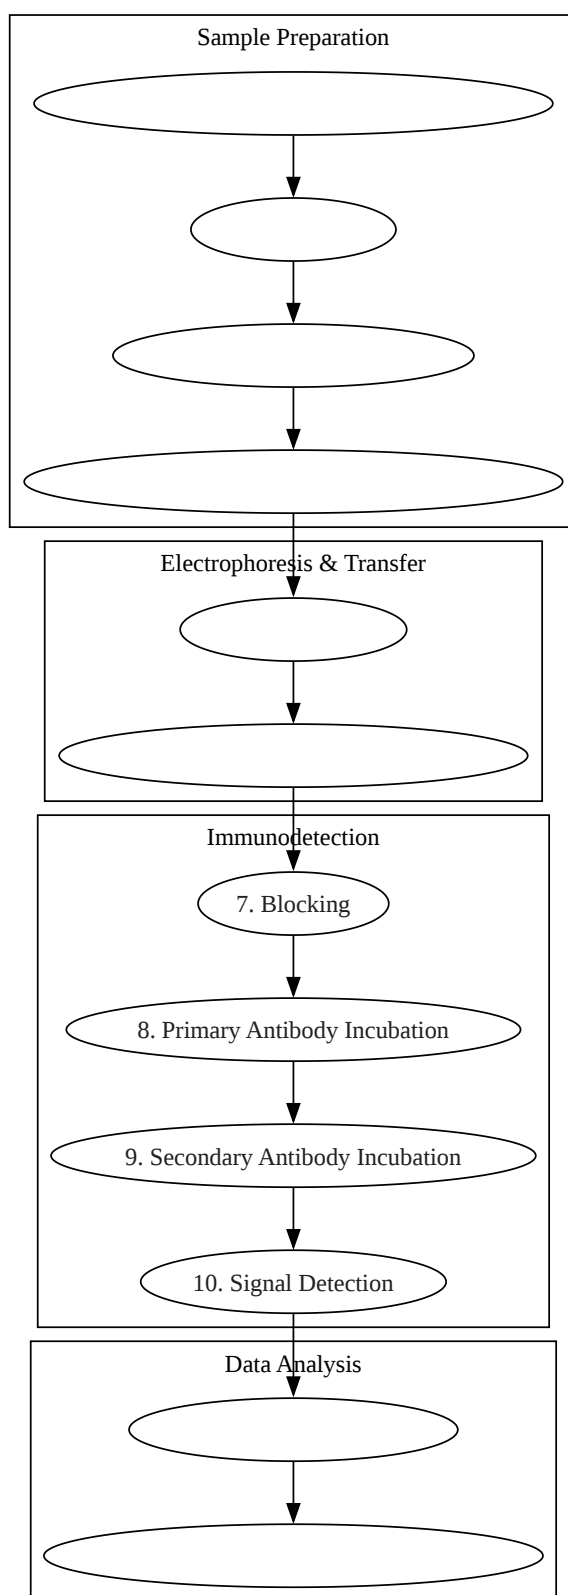 Sample Preparation
Electrophoresis & Transfer
Immunodetection
7. Blocking
8. Primary Antibody Incubation
9. Secondary Antibody Incubation
10. Signal Detection
Data Analysis